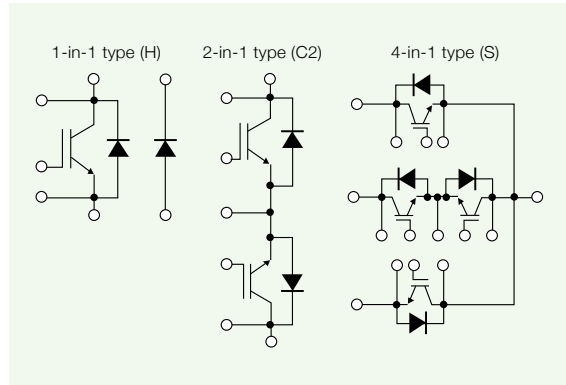 1-in-1 type (H)
2-in-1 type (C2)
4-in-1 type (S)